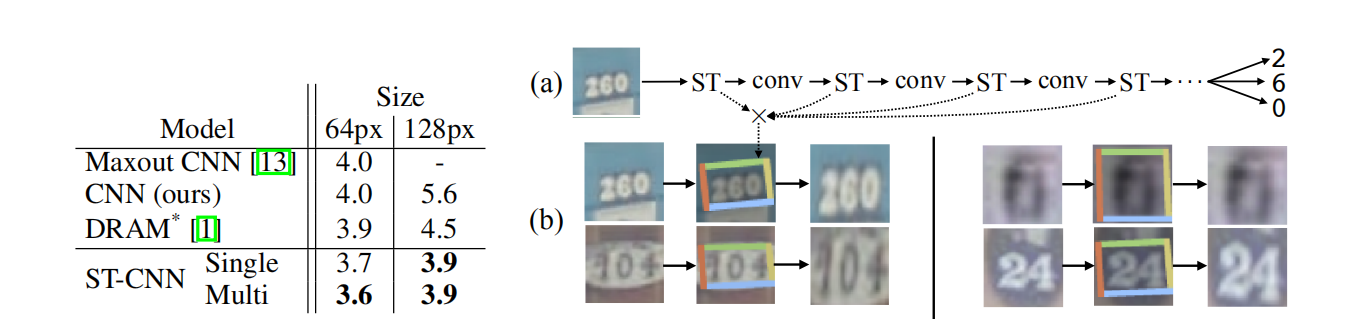 Size
Model 64px 128px
Maxout CNN [13] 4.0 -
CNN (ours) 4.0 5.6
DRAM* [1] 3.9 4.5
ST-CNN Single 3.7 3.9
Multi 3.6 3.9
(a) 260 ST conv ST conv ST conv ST ... 2
6
0
×
(b) 260 260 260
104 104 104
24 24 24